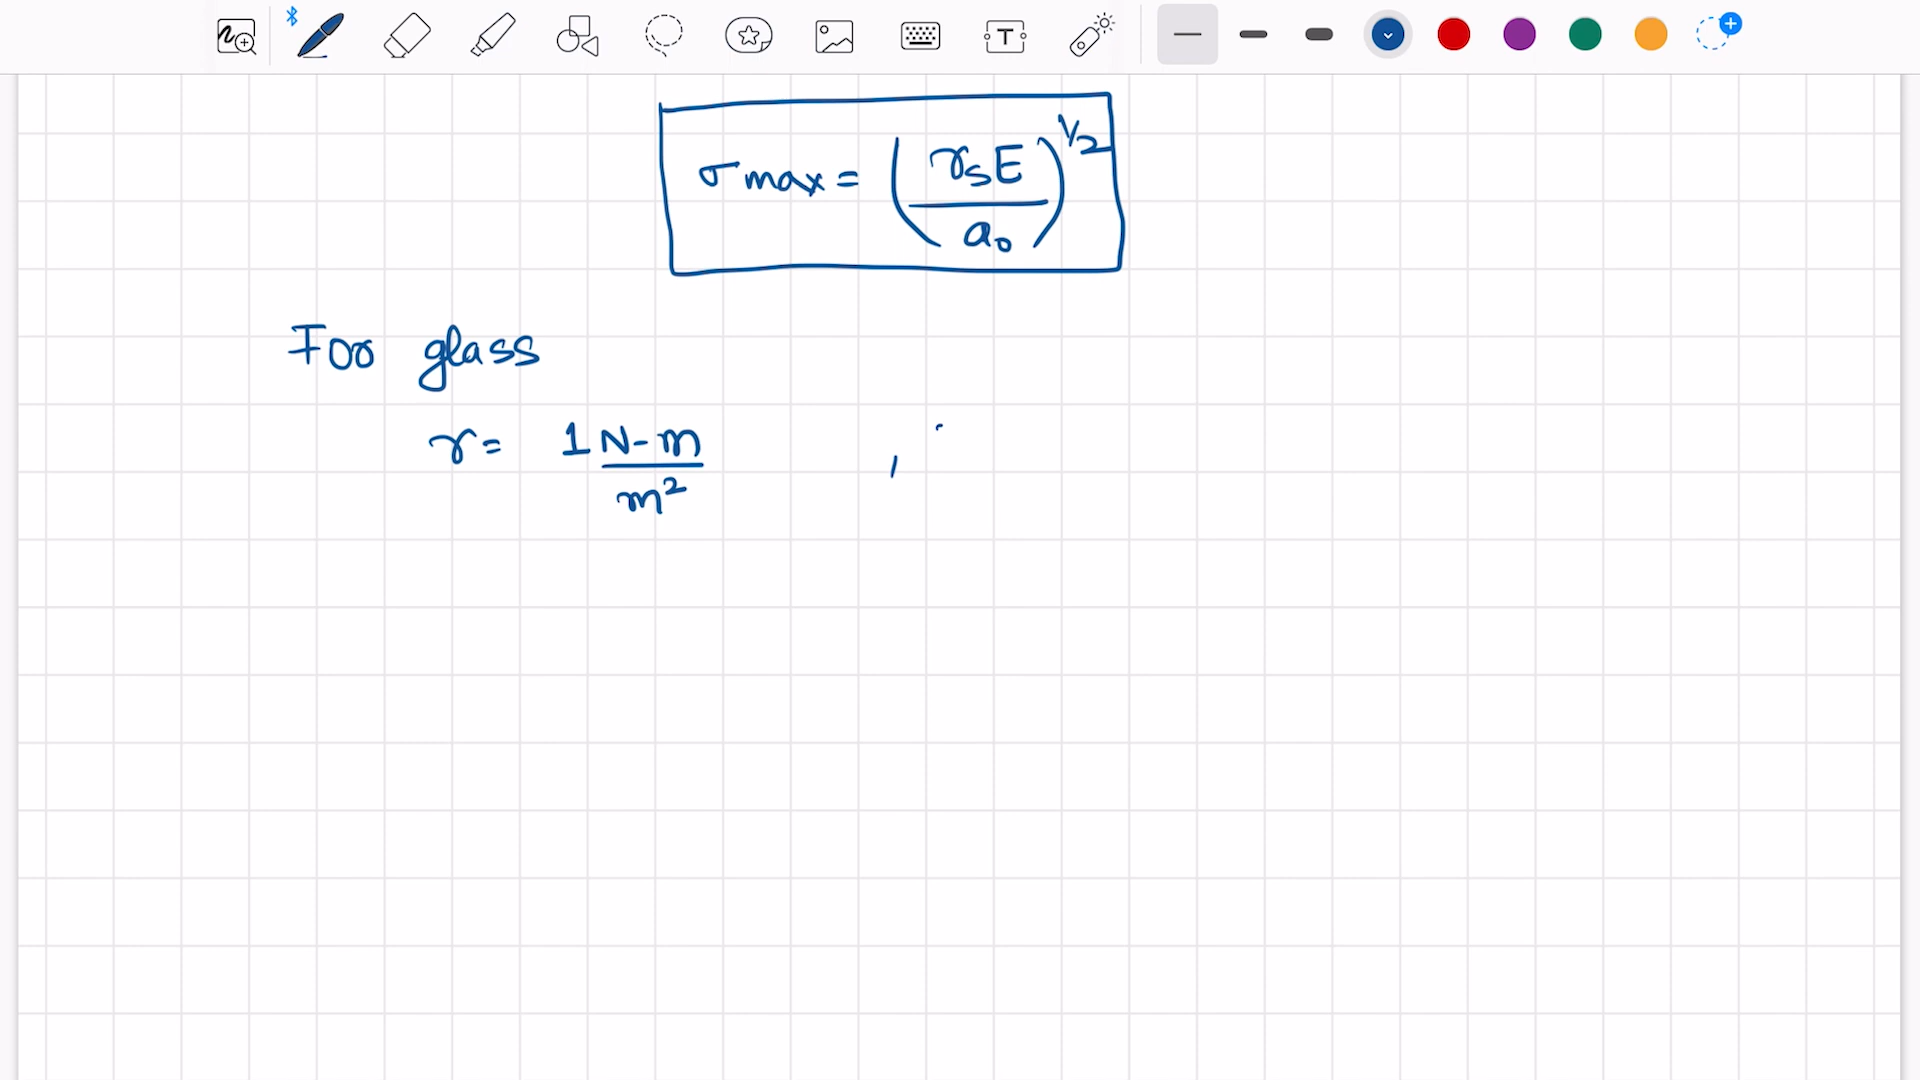 σmax = (γsE / a₀)^1/2
For glass
γ = 1 N-m / m² ,